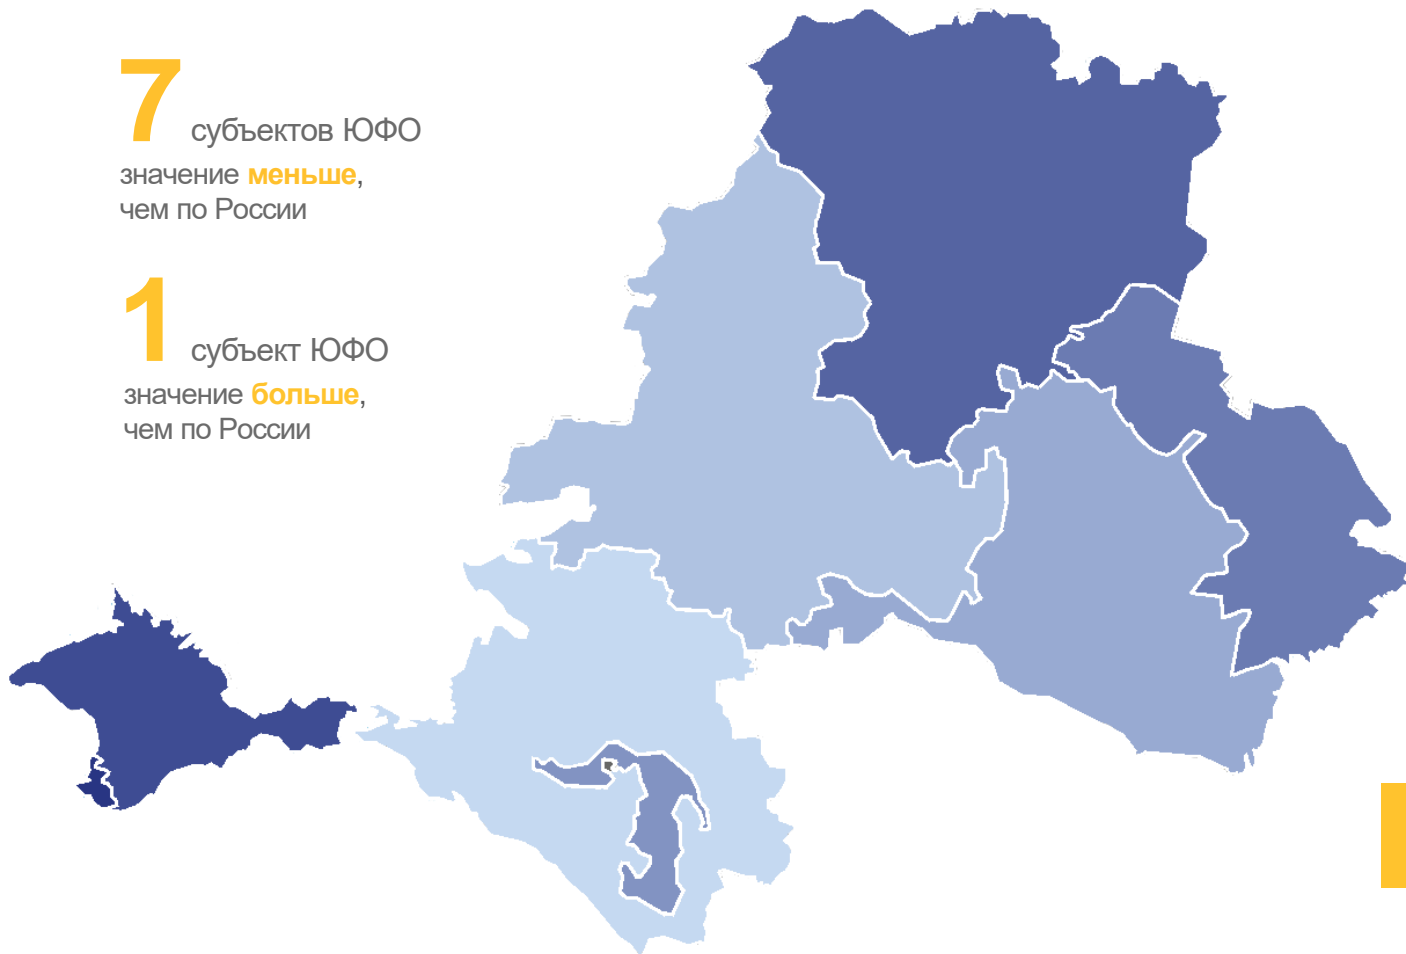 7 субъектов ЮФО
значение меньше,
чем по России
1 субъект ЮФО
значение больше,
чем по России